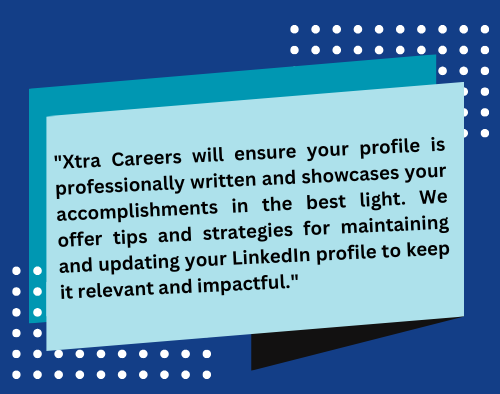 "Xtra Careers will ensure your profile is
professionally written and showcases your
accomplishments in the best light. We
offer tips and strategies for maintaining
and updating your LinkedIn profile to keep
it relevant and impactful."